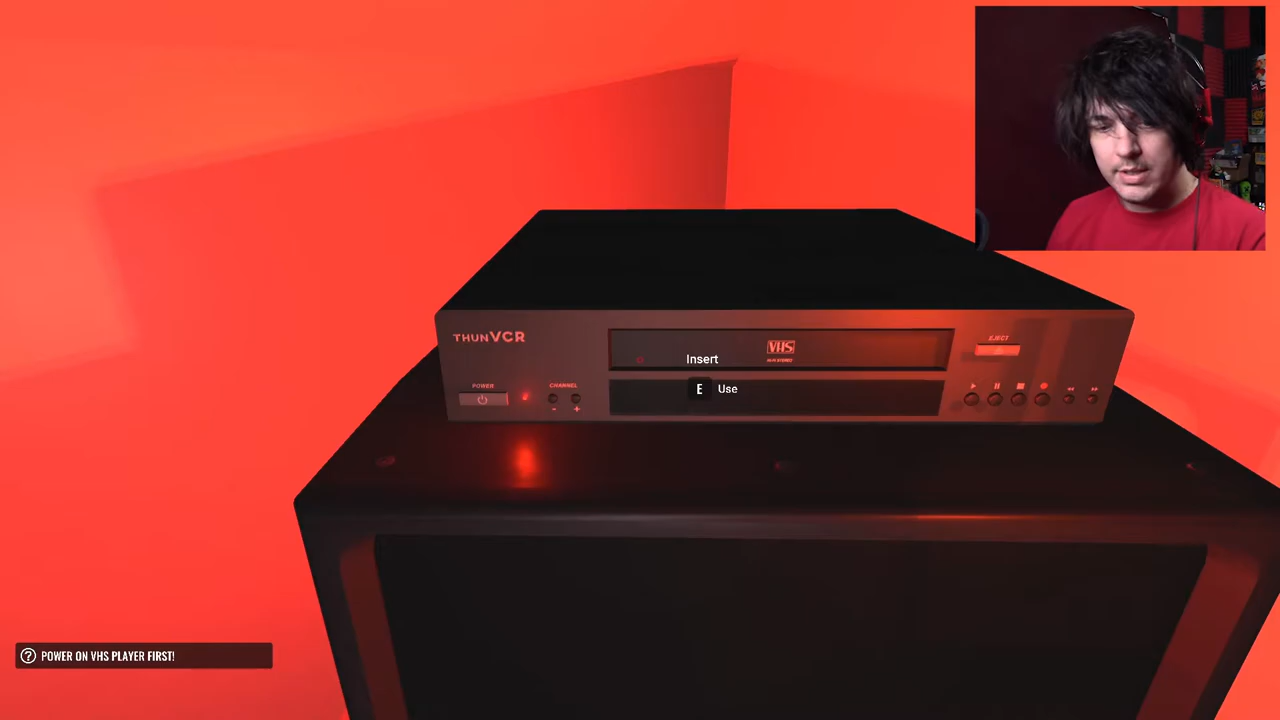 THUNVCR
POWER
CHANNEL
- +
Insert
VHS
E Use
EJECT
POWER ON VHS PLAYER FIRST!